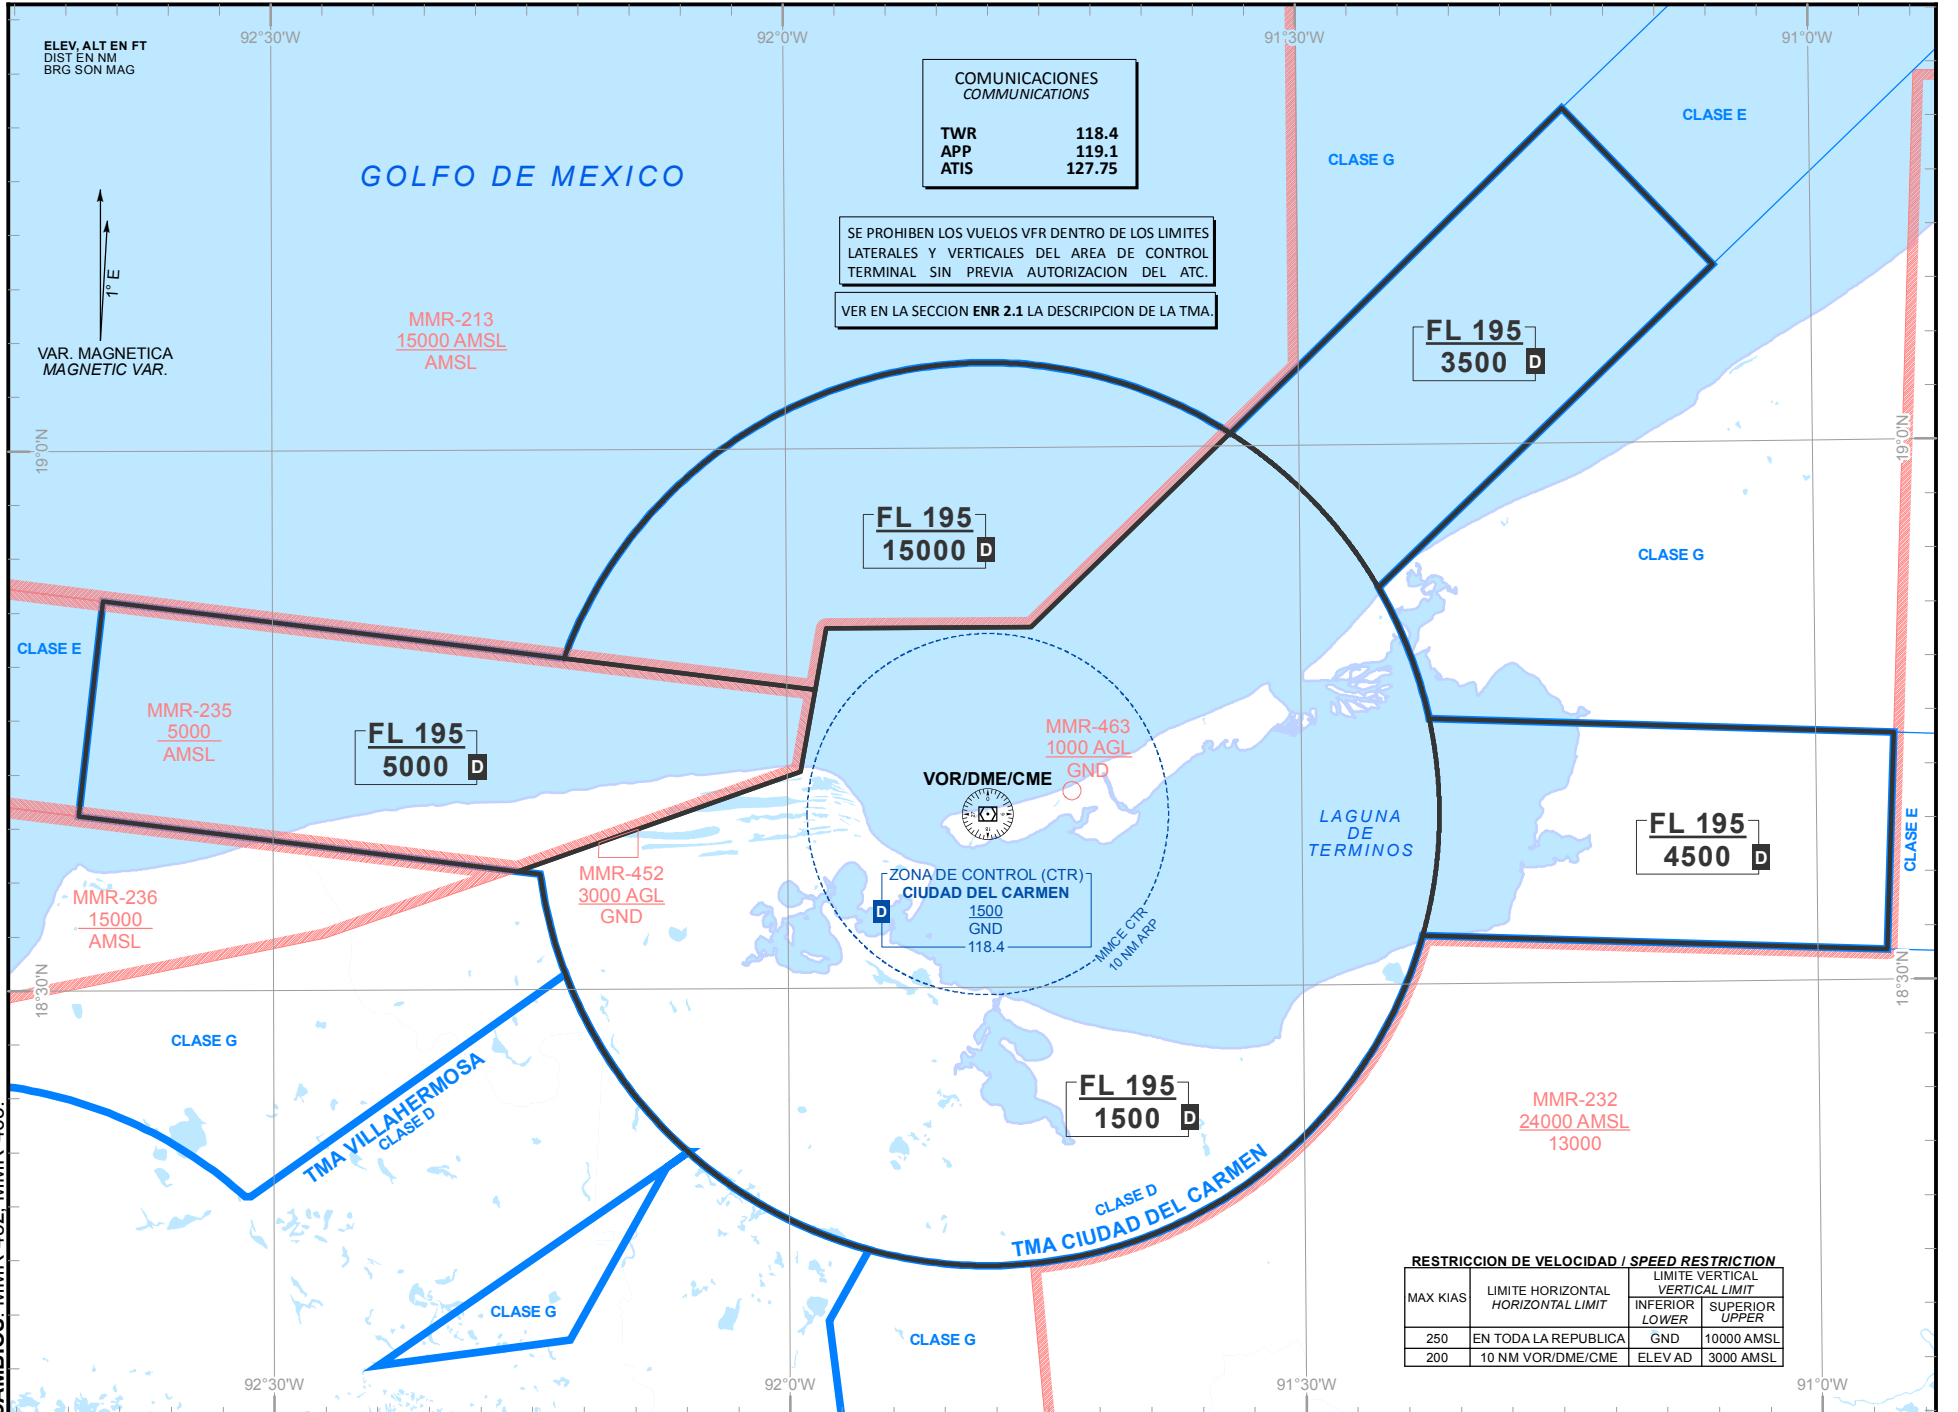 ELEV, ALT EN FT
DIST EN NM
BRG SON MAG
92°30'W
92°0'W
91°30'W
91°0'W
COMUNICACIONES
COMMUNICATIONS
TWR 118.4
APP 119.1
ATIS 127.75
CLASE E
CLASE G
GOLFO DE MEXICO
SE PROHIBEN LOS VUELOS VFR DENTRO DE LOS LIMITES
LATERALES Y VERTICALES DEL AREA DE CONTROL
TERMINAL SIN PREVIA AUTORIZACION DEL ATC.
VER EN LA SECCION ENR 2.1 LA DESCRIPCION DE LA TMA.
1° E
VAR. MAGNETICA
MAGNETIC VAR.
MMR-213
15000 AMSL
AMSL
FL 195
3500 D
19°0'N
19°0'N
FL 195
15000 D
CLASE G
CLASE E
MMR-235
5000
AMSL
FL 195
5000 D
MMR-463
1000 AGL
GND
VOR/DME/CME
LAGUNA
DE
TERMINOS
FL 195
4500 D
CLASE E
MMR-236
15000
AMSL
MMR-452
3000 AGL
GND
ZONA DE CONTROL (CTR)
CIUDAD DEL CARMEN
D
1500
GND
118.4
MMCE CTR
10 NM ARP
18°30'N
18°30'N
CLASE G
TMA VILLAHERMOSA
CLASE D
FL 195
1500 D
MMR-232
24000 AMSL
13000
CLASE D
TMA CIUDAD DEL CARMEN
CLASE G
CLASE G
RESTRICCION DE VELOCIDAD / SPEED RESTRICTION
MAX KIAS
LIMITE HORIZONTAL
HORIZONTAL LIMIT
LIMITE VERTICAL
VERTICAL LIMIT
INFERIOR
LOWER
SUPERIOR
UPPER
250 EN TODA LA REPUBLICA GND 10000 AMSL
200 10 NM VOR/DME/CME ELEV AD 3000 AMSL
92°30'W
92°0'W
91°30'W
91°0'W